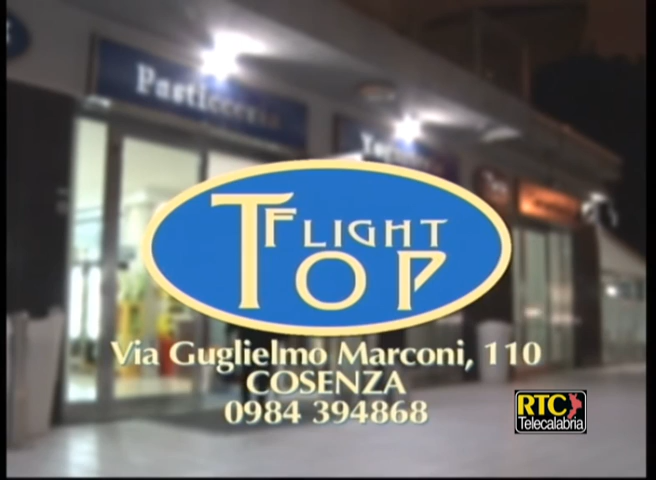 Pasticceria
FLIGHT
TOP
Via Guglielmo Marconi, 110
COSENZA
0984 394868
RTC
Telecalabria